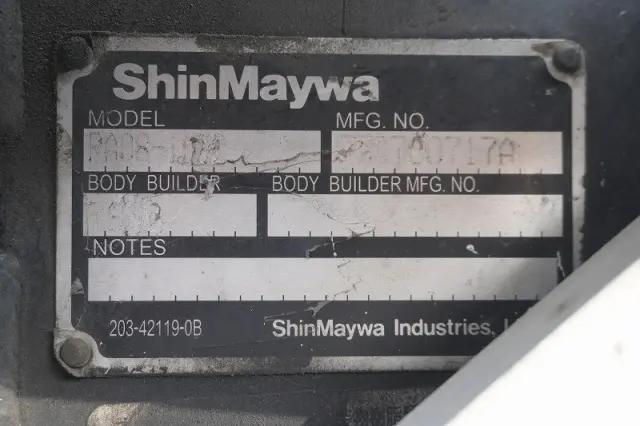 ShinMaywa
MODEL MFG. NO.
BODY BUILDER BODY BUILDER MFG. NO.
NOTES
203-42119-0B ShinMaywa Industries,